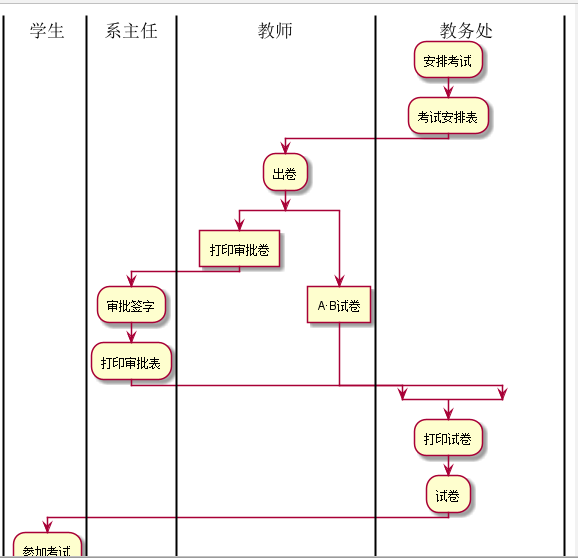 学生 系主任 教师 教务处
安排考试
考试安排表
出卷
打印审批卷
审批签字
A·B试卷
打印审批表
打印试卷
试卷
参加考试